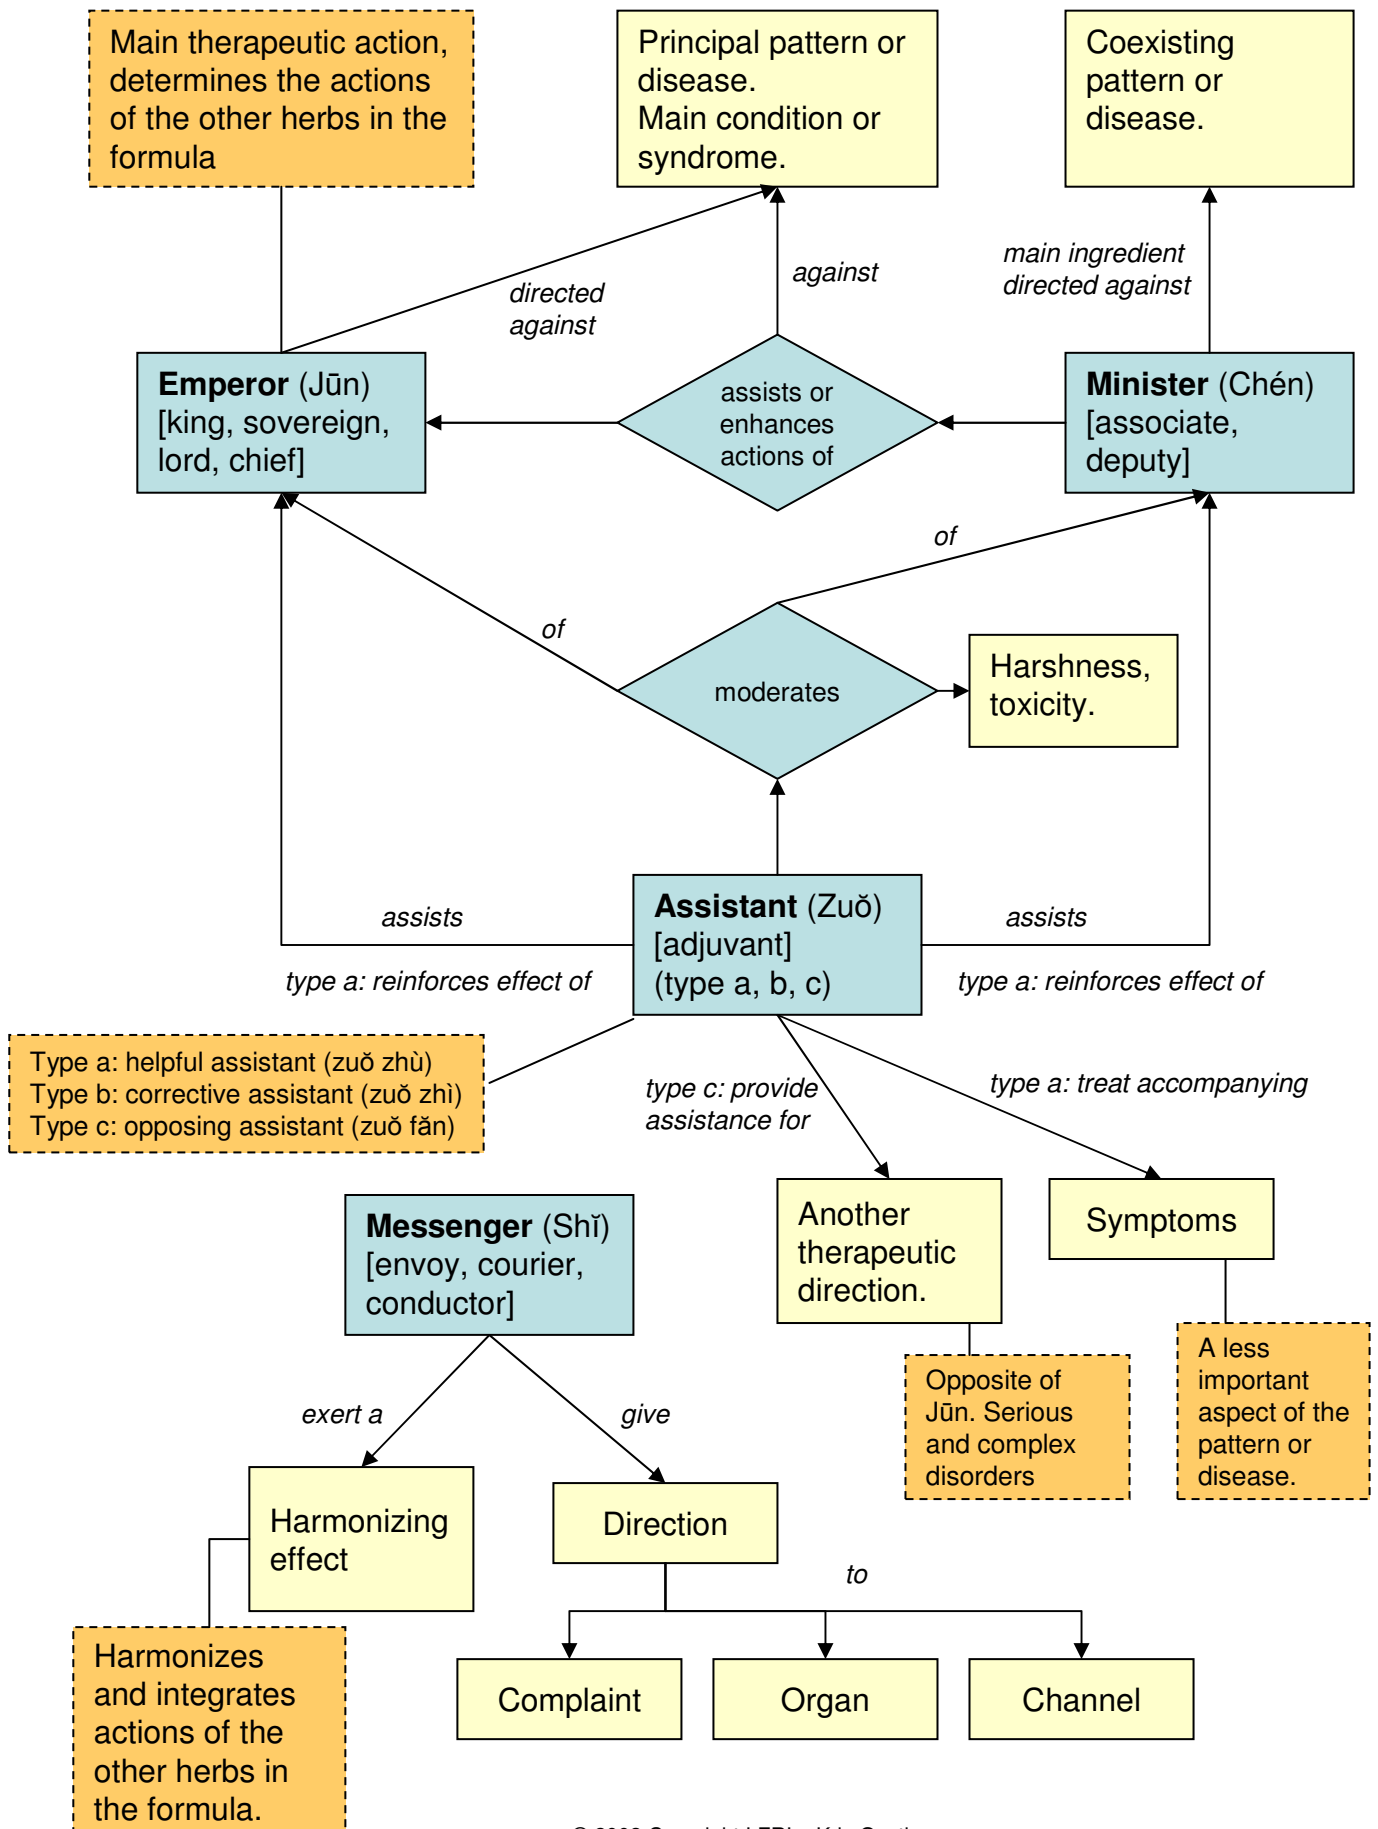 Main therapeutic action,
determines the actions
of the other herbs in the
formula
Principal pattern or
disease.
Main condition or
syndrome.
Coexisting
pattern or
disease.
directed
against
against
main ingredient
directed against
Emperor (Jūn)
[king, sovereign,
lord, chief]
assists or
enhances
actions of
Minister (Chén)
[associate,
deputy]
of
of
moderates
Harshness,
toxicity.
assists
type a: reinforces effect of
Assistant (Zuŏ)
[adjuvant]
(type a, b, c)
assists
type a: reinforces effect of
Type a: helpful assistant (zuŏ zhù)
Type b: corrective assistant (zuŏ zhì)
Type c: opposing assistant (zuŏ făn)
type c: provide
assistance for
type a: treat accompanying
Another
therapeutic
direction.
Symptoms
Opposite of
Jūn. Serious
and complex
disorders
A less
important
aspect of the
pattern or
disease.
Messenger (Shĭ)
[envoy, courier,
conductor]
exert a
give
Harmonizing
effect
Direction
to
Harmonizes
and integrates
actions of the
other herbs in
the formula.
Complaint
Organ
Channel